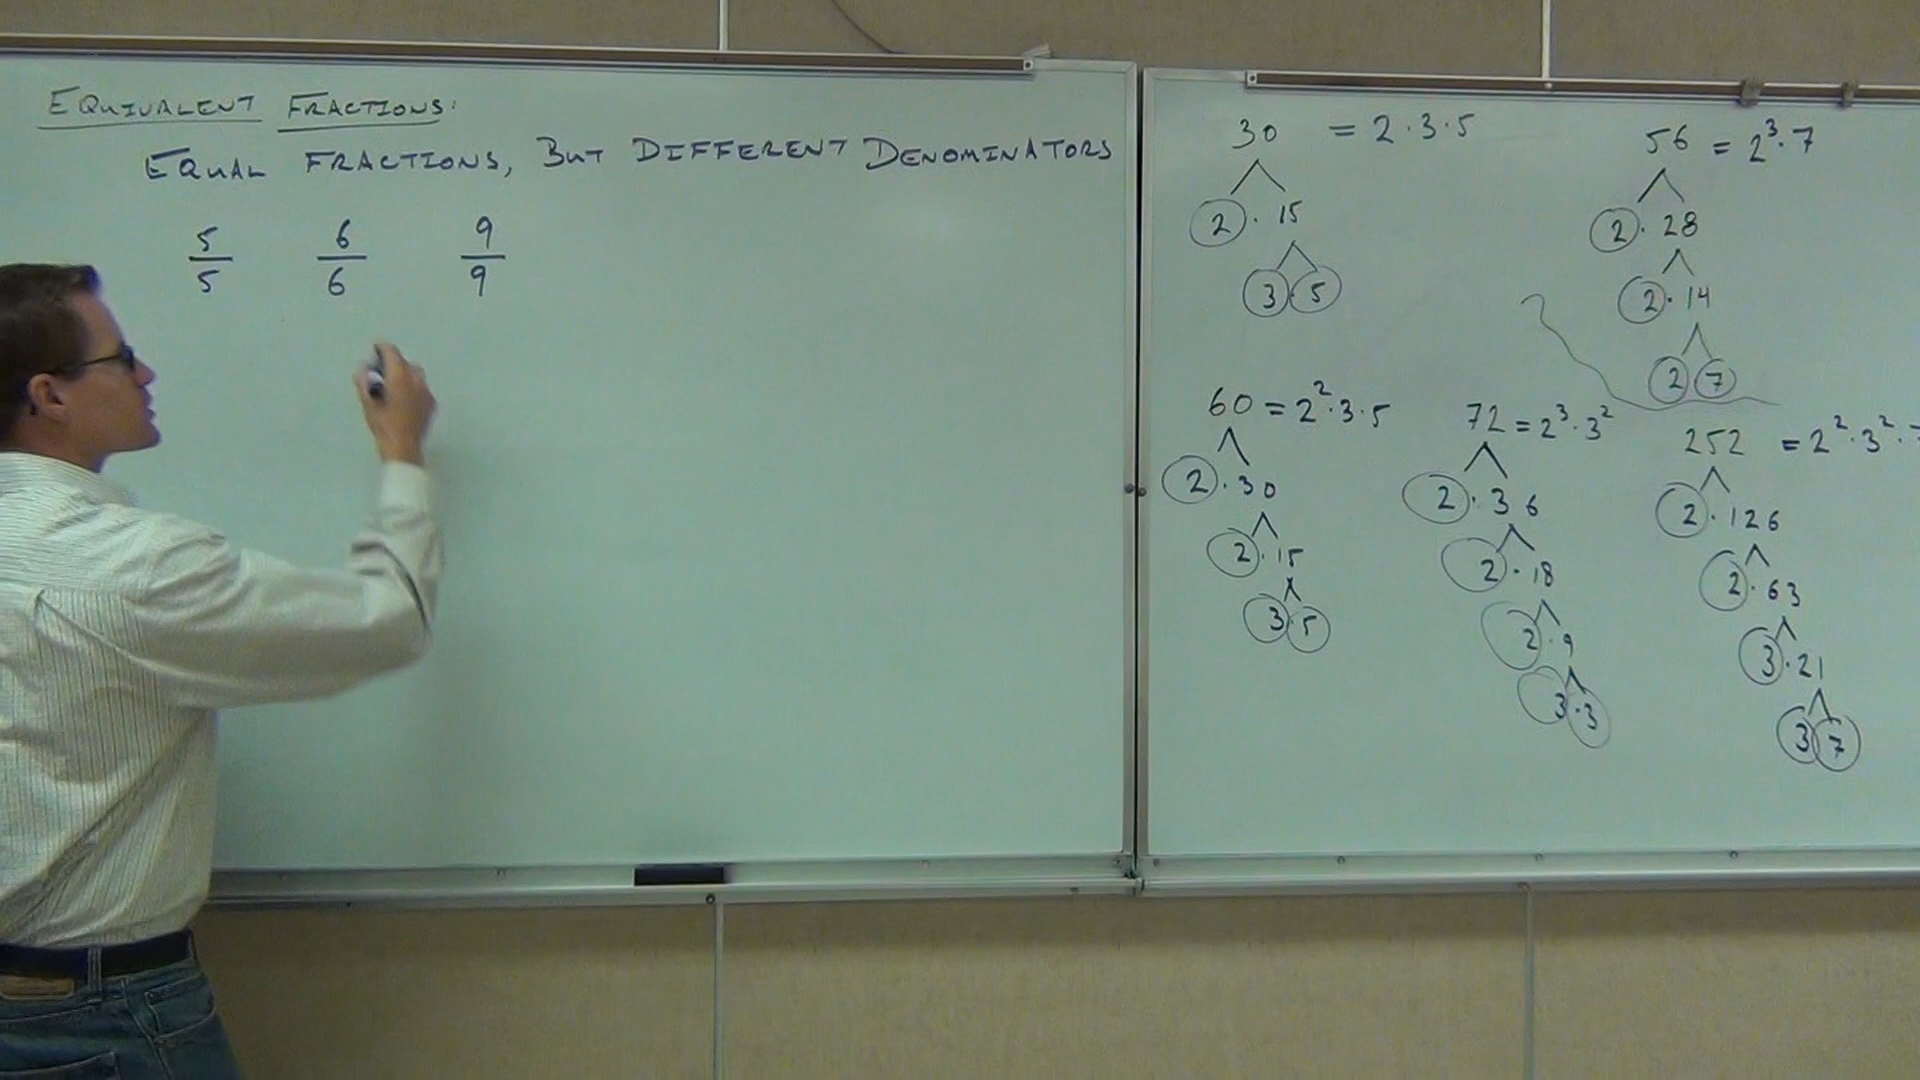 EQUIVALENT FRACTIONS:
EQUAL FRACTIONS, BUT DIFFERENT DENOMINATORS
5/5 6/6 9/9
30 = 2·3·5
2 · 15
3 · 5
56 = 2³·7
2 · 28
2 · 14
2 7
60 = 2²·3·5
2 · 30
2 · 15
3 · 5
72 = 2³·3²
2 · 36
2 · 18
2 · 9
3 · 3
252 = 2²·3²·
2 · 126
2 · 63
3 · 21
3 7